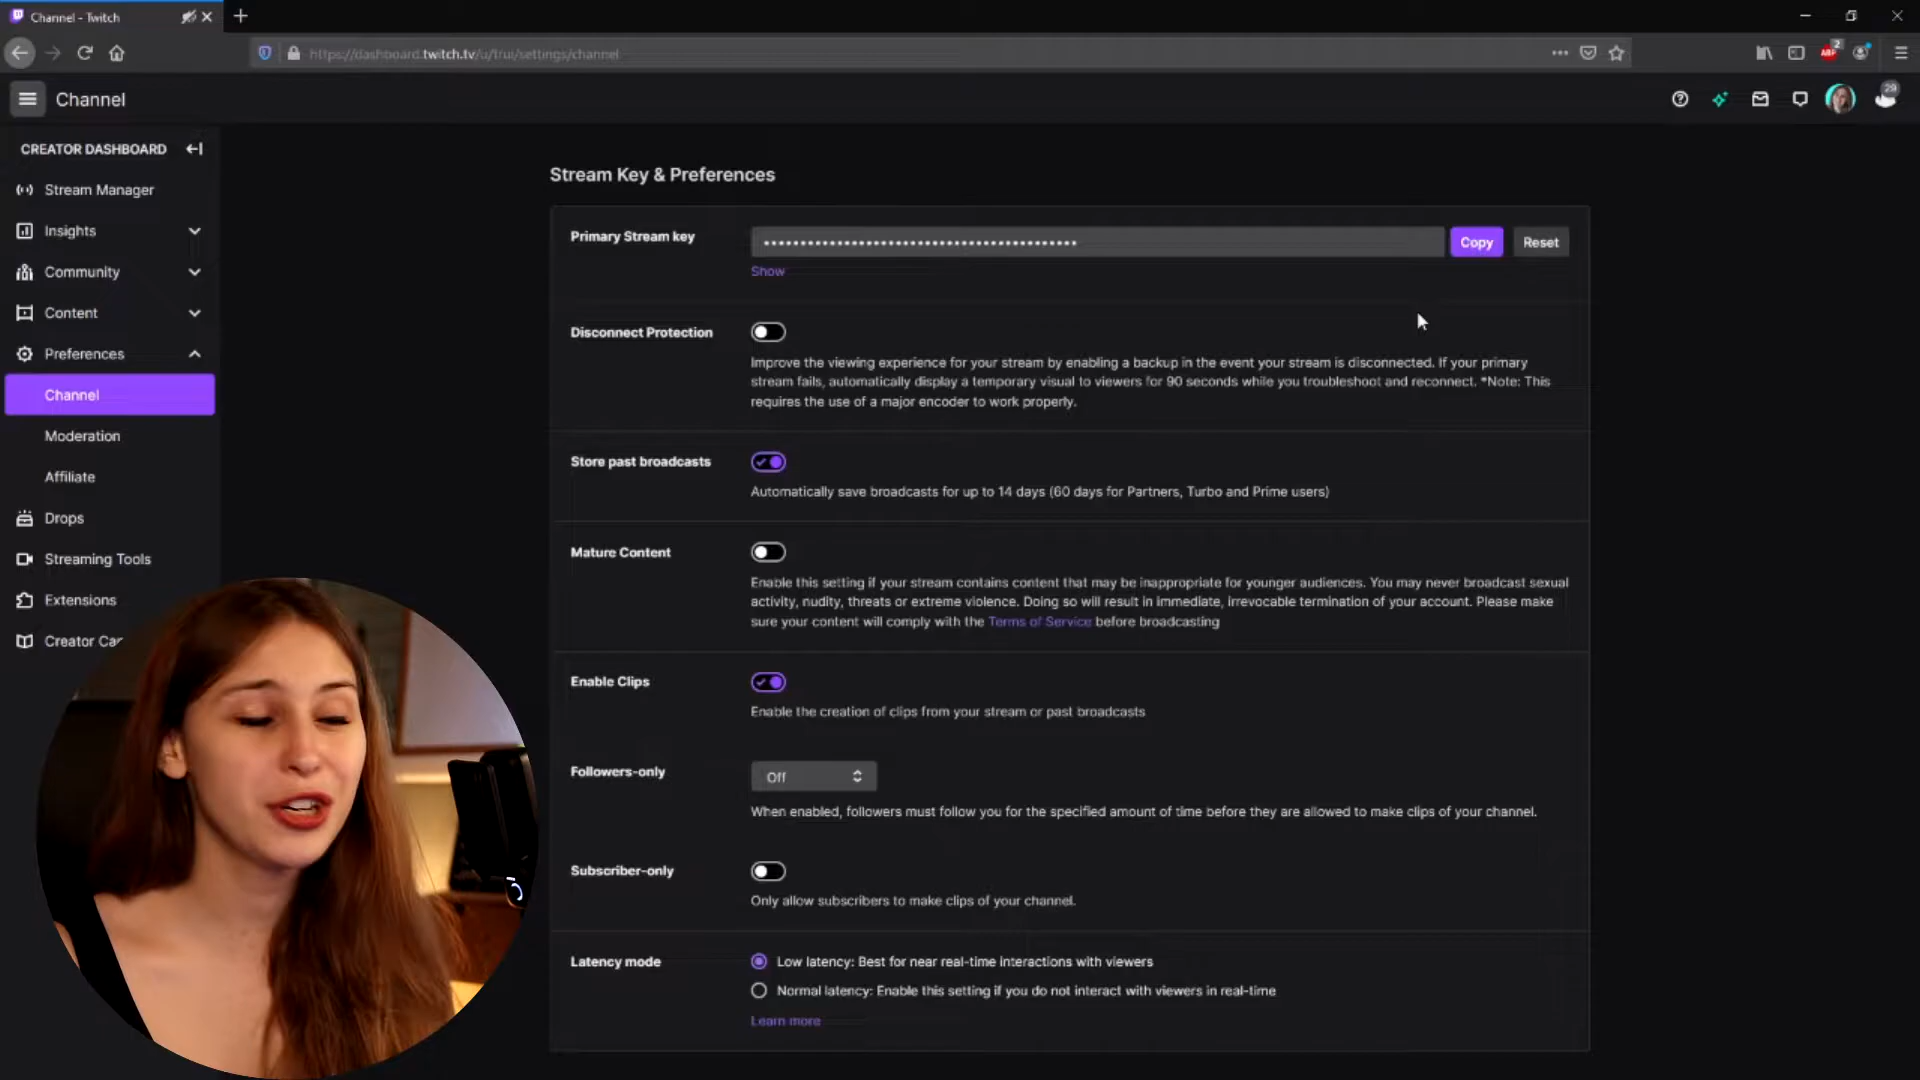 Channel - Twitch
https://dashboard.twitch.tv/u/trui/settings/channel
2
Channel
29
CREATOR DASHBOARD
Stream Manager
Insights
Community
Content
Preferences
Channel
Moderation
Affiliate
Drops
Streaming Tools
Extensions
Creator
Stream Key & Preferences
Primary Stream key
Copy
Reset
Show
Disconnect Protection
Improve the viewing experience for your stream by enabling a backup in the event your stream is disconnected. If your primary
stream fails, automatically display a temporary visual to viewers for 90 seconds while you troubleshoot and reconnect. *Note: This
requires the use of a major encoder to work properly.
Store past broadcasts
Automatically save broadcasts for up to 14 days (60 days for Partners, Turbo and Prime users)
Mature Content
Enable this setting if your stream contains content that may be inappropriate for younger audiences. You may never broadcast sexual
activity, nudity, threats or extreme violence. Doing so will result in immediate, irrevocable termination of your account. Please make
sure your content will comply with the Terms of Service before broadcasting
Enable Clips
Enable the creation of clips from your stream or past broadcasts
Followers-only
Off
When enabled, followers must follow you for the specified amount of time before they are allowed to make clips of your channel.
Subscriber-only
Only allow subscribers to make clips of your channel.
Latency mode
Low latency: Best for near real-time interactions with viewers
Normal latency: Enable this setting if you do not interact with viewers in real-time
Learn more